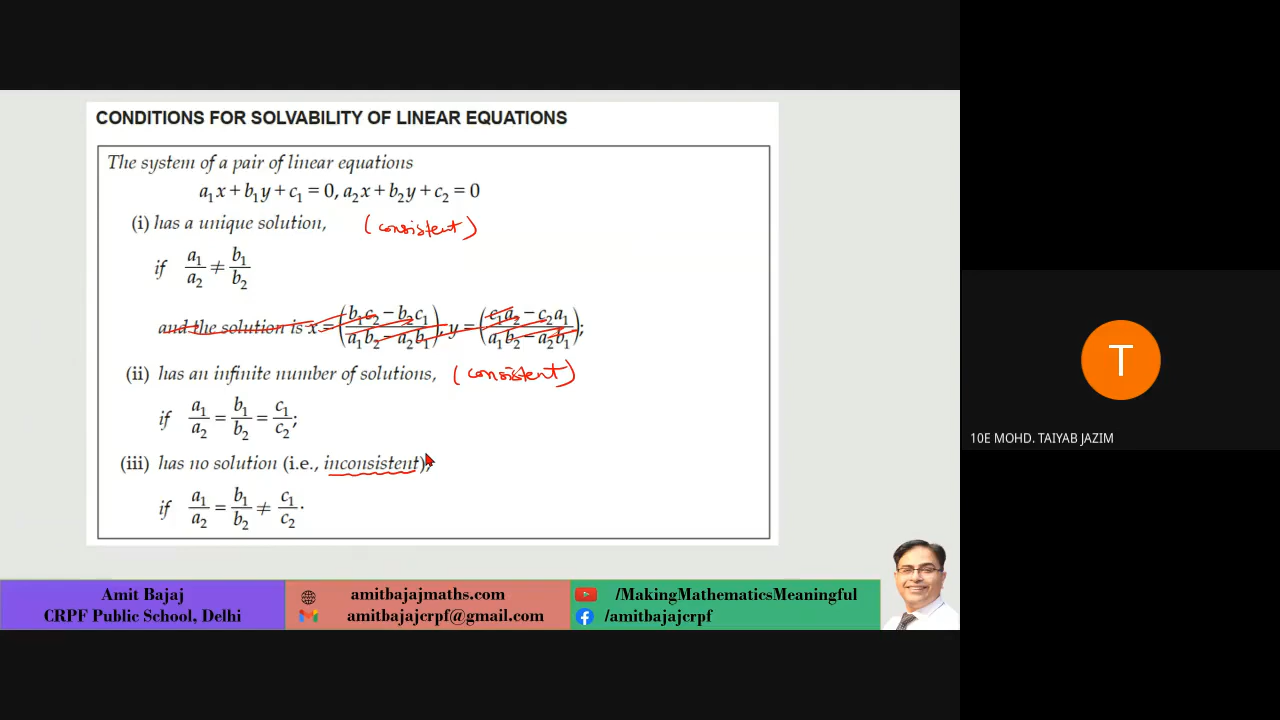 CONDITIONS FOR SOLVABILITY OF LINEAR EQUATIONS
The system of a pair of linear equations
a₁x + b₁y + c₁ = 0, a₂x + b₂y + c₂ = 0
(i) has a unique solution, (consistent)
if a₁/a₂ ≠ b₁/b₂
and the solution is x = (b₁c₂ − b₂c₁ / a₁b₂ − a₂b₁), y = (c₁a₂ − c₂a₁ / a₁b₂ − a₂b₁);
(ii) has an infinite number of solutions, (consistent)
if a₁/a₂ = b₁/b₂ = c₁/c₂;
(iii) has no solution (i.e., inconsistent),
if a₁/a₂ = b₁/b₂ ≠ c₁/c₂.
T
10E MOHD. TAIYAB JAZIM
Amit Bajaj
CRPF Public School, Delhi
amitbajajmaths.com
amitbajajcrpf@gmail.com
/MakingMathematicsMeaningful
/amitbajajcrpf